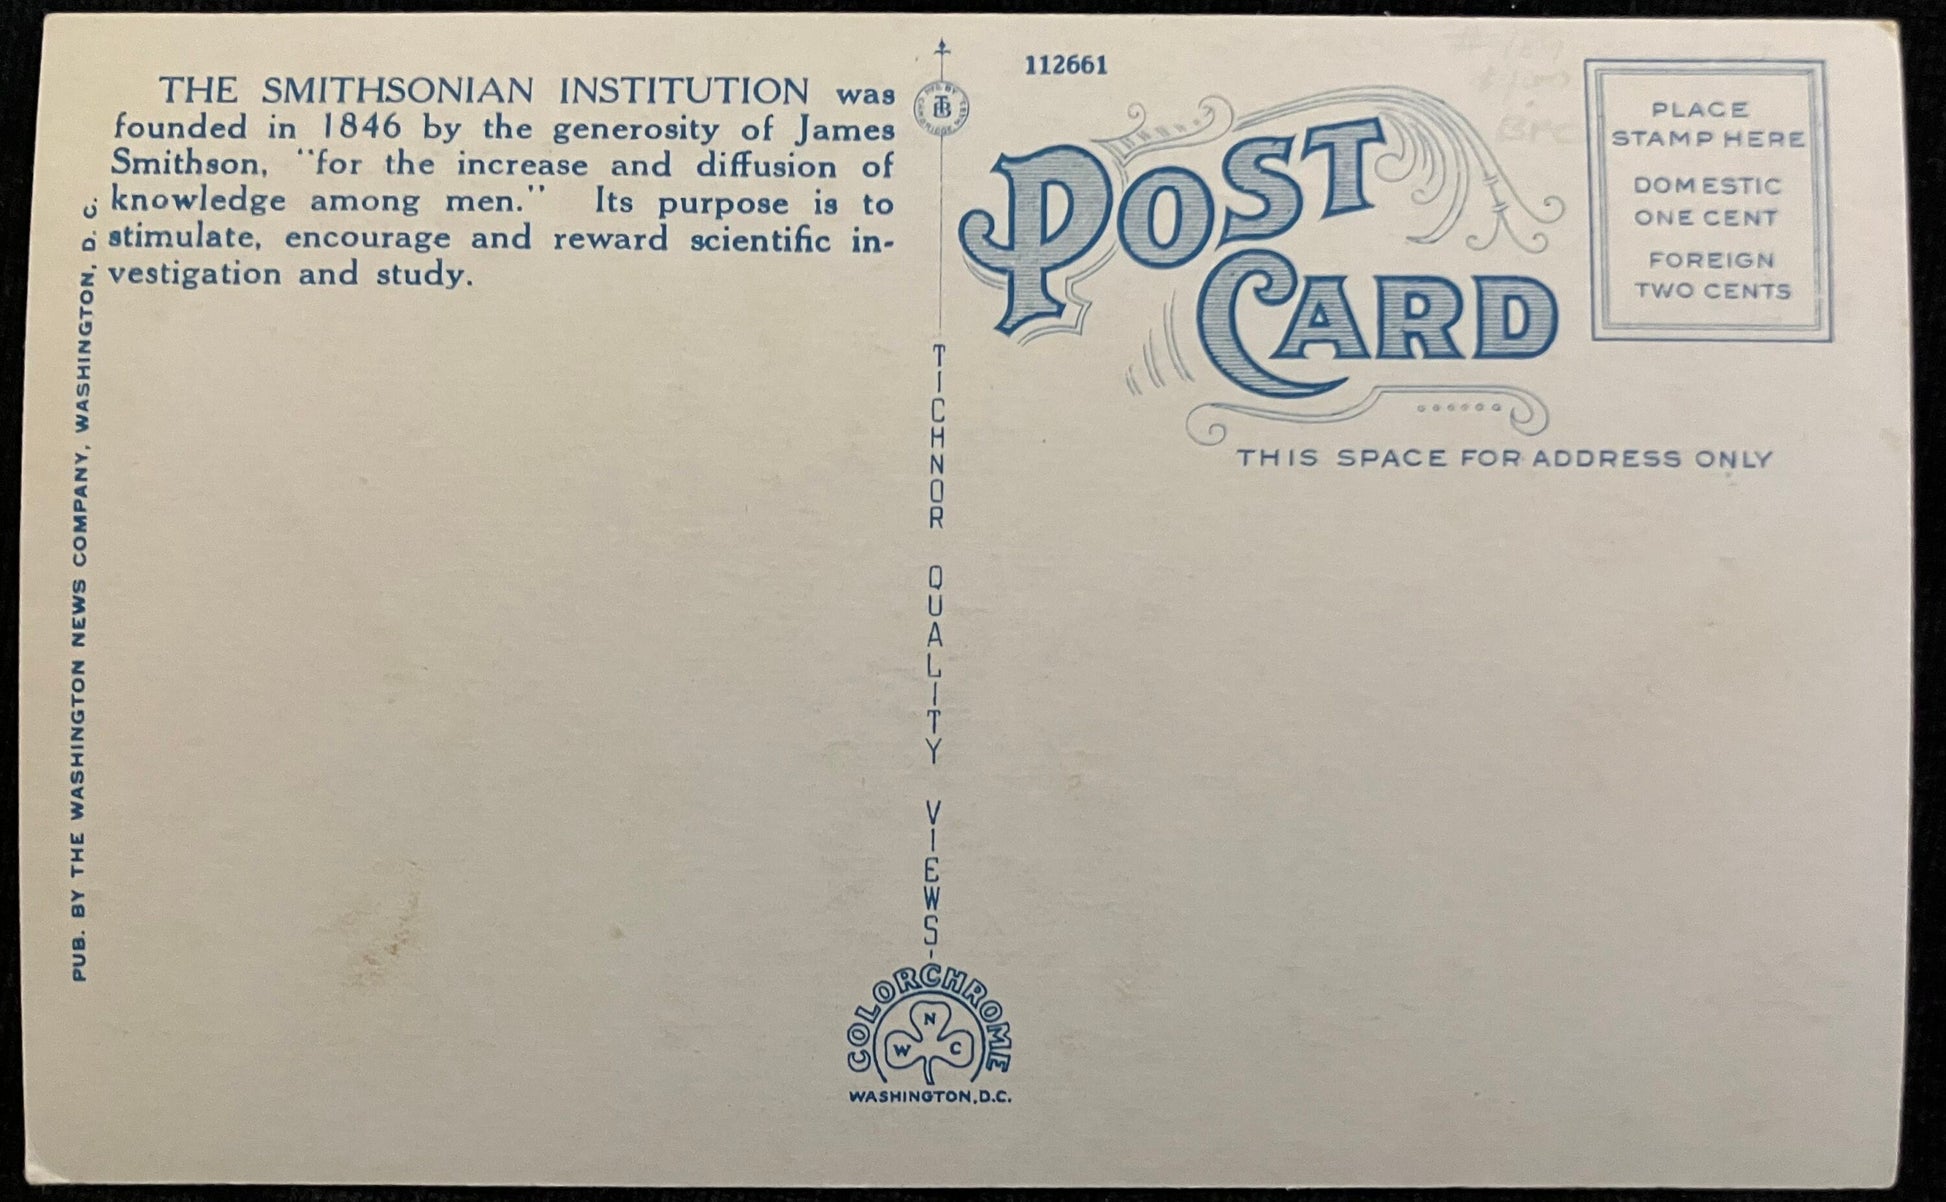 THE SMITHSONIAN INSTITUTION was
founded in 1846 by the generosity of James
Smithson, "for the increase and diffusion of
knowledge among men." Its purpose is to
stimulate, encourage and reward scientific in-
vestigation and study.
PUB. BY THE WASHINGTON NEWS COMPANY, WASHINGTON, D. C.
TICHNOR QUALITY VIEWS
COLORCHROME
W N C
WASHINGTON, D.C.
112661
POST
CARD
THIS SPACE FOR ADDRESS ONLY
PLACE
STAMP HERE
DOMESTIC
ONE CENT
FOREIGN
TWO CENTS